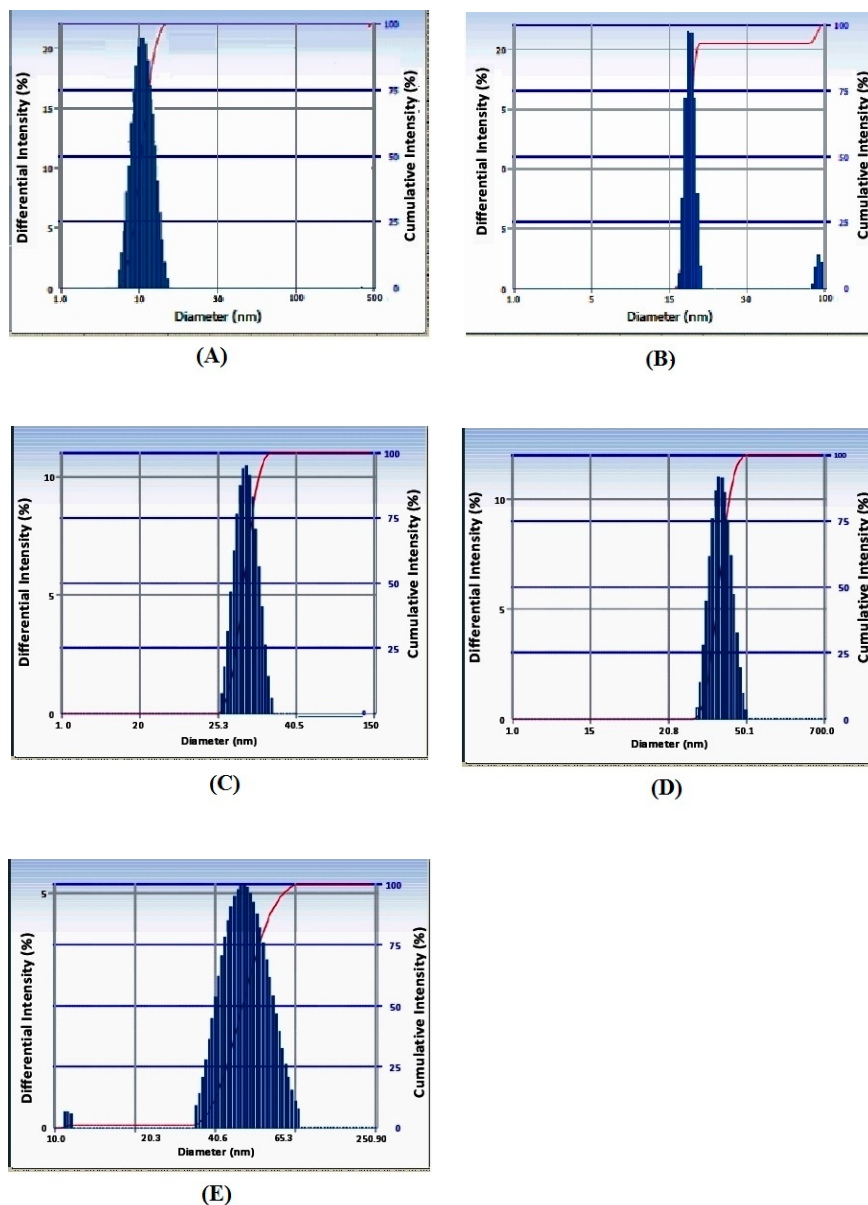 Differential Intensity (%)
20
15
10
5
0
100
75
50
25
0
Cumulative Intensity (%)
1.0 10 30 100 500
Diameter (nm)
(A)
Differential Intensity (%)
20
5
0
5
0
100
75
50
25
0
Cumulative Intensity (%)
1.0 5 15 30 100
Diameter (nm)
(B)
Differential Intensity (%)
10
5
0
100
75
50
25
0
Cumulative Intensity (%)
1.0 20 25.3 40.5 150
Diameter (nm)
(C)
Differential Intensity (%)
10
5
0
100
75
50
25
0
Cumulative Intensity (%)
1.0 15 20.8 50.1 700.0
Diameter (nm)
(D)
Differential Intensity (%)
5
0
100
75
50
25
0
Cumulative Intensity (%)
10.0 20.3 40.6 65.3 250.90
Diameter (nm)
(E)